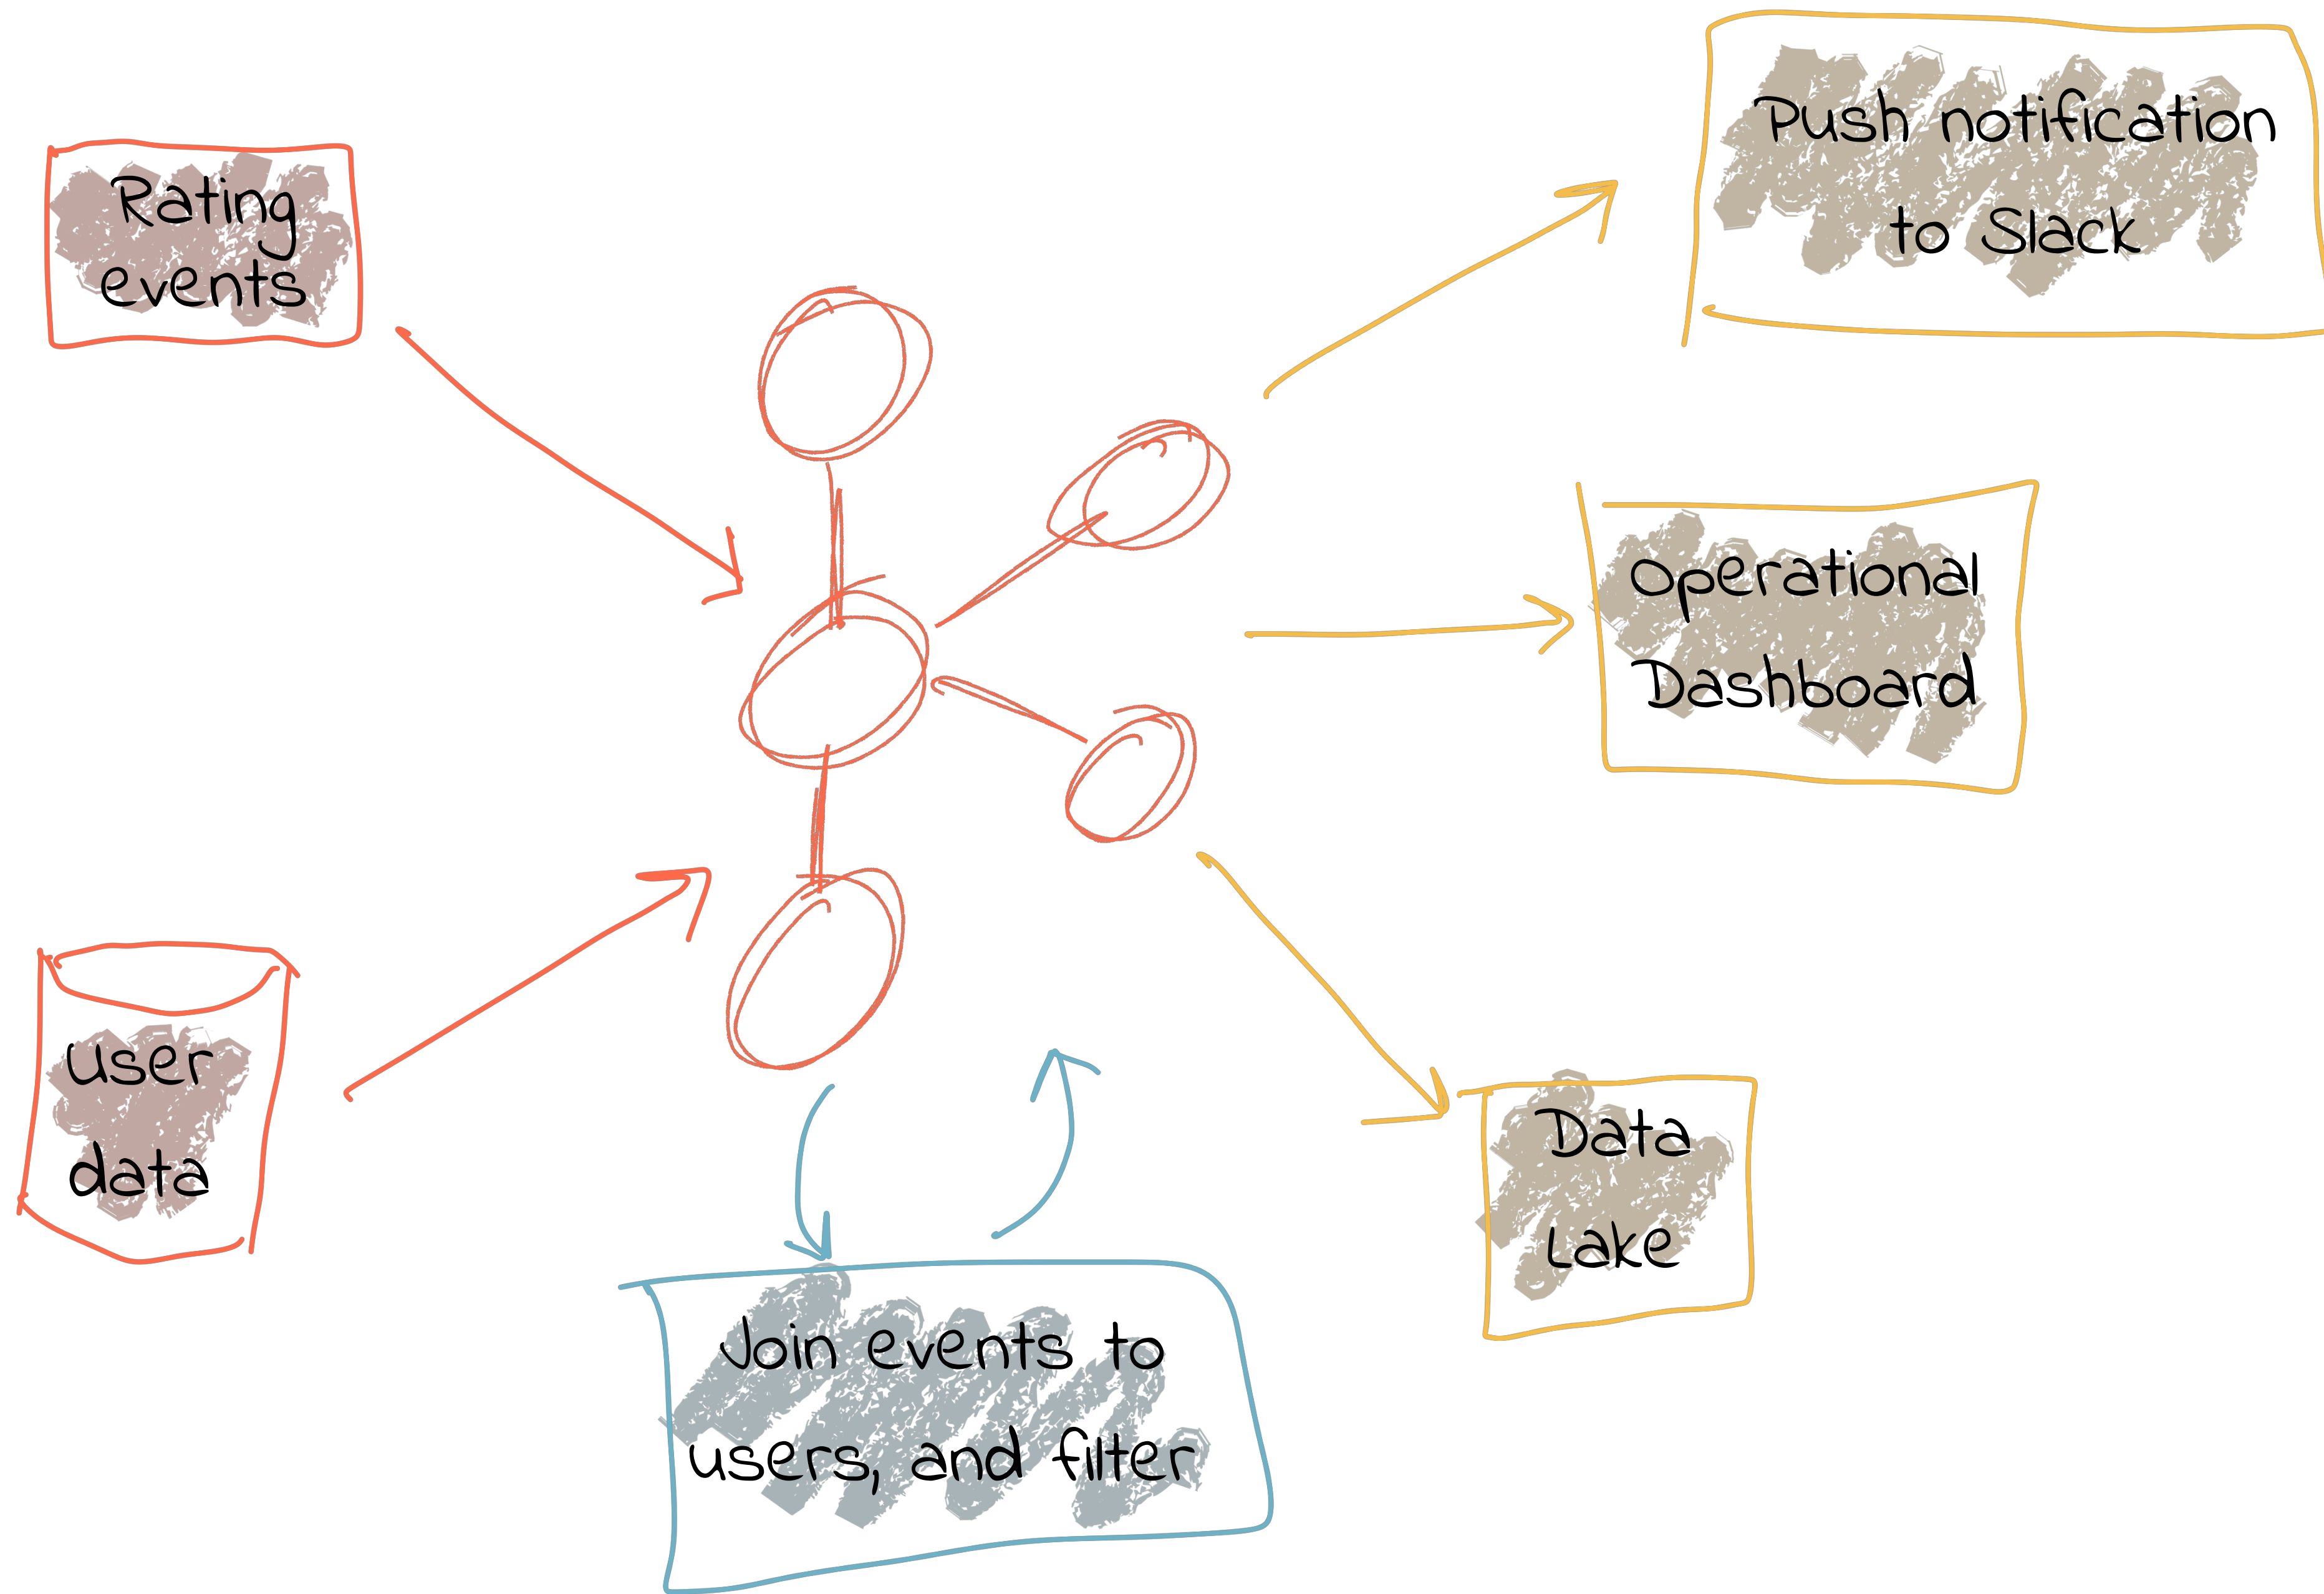 Rating
events
Push notification
to Slack
Operational
Dashboard
user
data
Data
Lake
Join events to
users, and filter